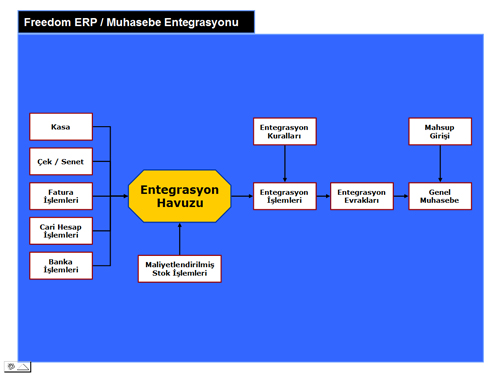 Freedom ERP / Muhasebe Entegrasyonu
Kasa
Çek / Senet
Fatura
İşlemleri
Cari Hesap
İşlemleri
Banka
İşlemleri
Entegrasyon
Havuzu
Maliyetlendirilmiş
Stok İşlemleri
Entegrasyon
Kuralları
Entegrasyon
İşlemleri
Entegrasyon
Evrakları
Mahsup
Girişi
Genel
Muhasebe